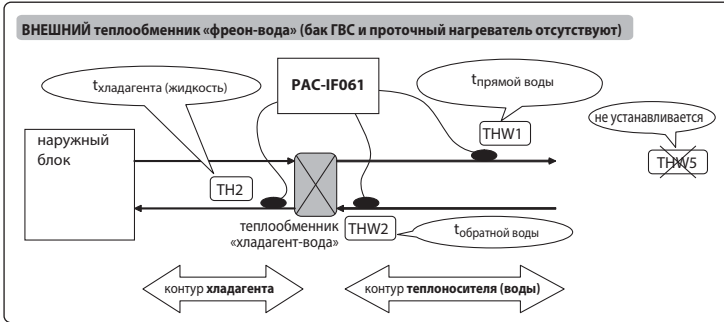 ВНЕШНИЙ теплообменник «фреон-вода» (бак ГВС и проточный нагреватель отсутствуют)
tхладагента (жидкость)
PAC-IF061
tпрямой воды
THW1
не устанавливается
THW5
наружный
блок
TH2
теплообменник
«хладагент-вода»
THW2
tобратной воды
контур хладагента
контур теплоносителя (воды)